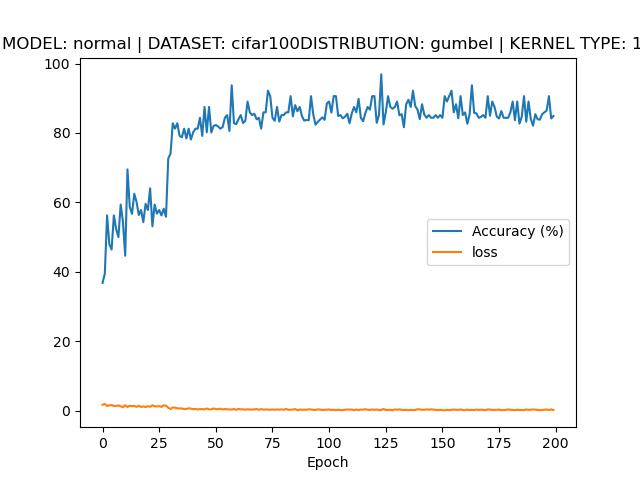 MODEL: normal | DATASET: cifar100DISTRIBUTION: gumbel | KERNEL TYPE: 1
100
80
60
40
20
0
Accuracy (%)
loss
0 25 50 75 100 125 150 175 200
Epoch